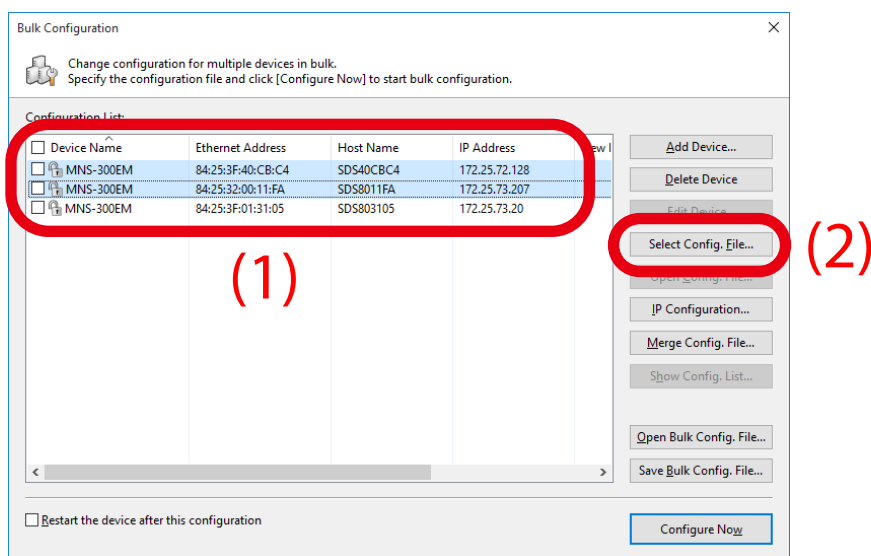 Bulk Configuration
Change configuration for multiple devices in bulk.
Specify the configuration file and click [Configure Now] to start bulk configuration.
Configuration List:
Device Name Ethernet Address Host Name IP Address ew I
MNS-300EM 84:25:3F:40:CB:C4 SDS40CBC4 172.25.72.128
MNS-300EM 84:25:32:00:11:FA SDS8011FA 172.25.73.207
MNS-300EM 84:25:3F:01:31:05 SDS803105 172.25.73.20
(1)
Add Device...
Delete Device
Edit Device...
Select Config. File...
(2)
Open Config. File...
IP Configuration...
Merge Config. File...
Show Config. List...
Open Bulk Config. File...
Save Bulk Config. File...
Restart the device after this configuration
Configure Now